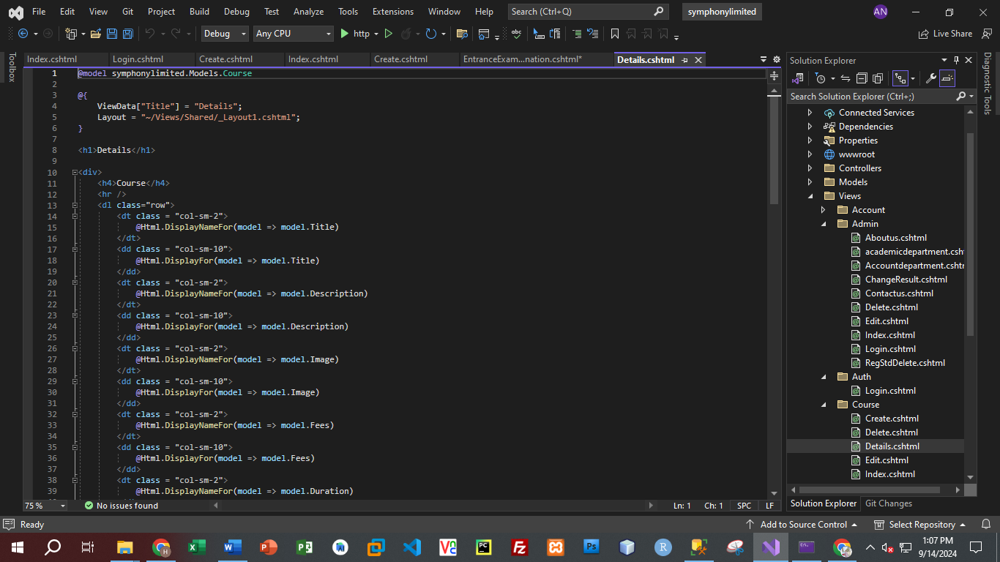 File Edit View Git Project Build Debug Test Analyze Tools Extensions Window Help Search (Ctrl+Q) symphonylimited AN
Debug Any CPU http Live Share
Toolbox
Index.cshtml Login.cshtml Create.cshtml Index.cshtml Create.cshtml EntranceExam...nation.cshtml* Details.cshtml
1 @model symphonylimited.Models.Course
2
3 @{
4 ViewData["Title"] = "Details";
5 Layout = "~/Views/Shared/_Layout1.cshtml";
6 }
7
8 <h1>Details</h1>
9
10 <div>
11 <h4>Course</h4>
12 <hr />
13 <dl class="row">
14 <dt class = "col-sm-2">
15 @Html.DisplayNameFor(model => model.Title)
16 </dt>
17 <dd class = "col-sm-10">
18 @Html.DisplayFor(model => model.Title)
19 </dd>
20 <dt class = "col-sm-2">
21 @Html.DisplayNameFor(model => model.Description)
22 </dt>
23 <dd class = "col-sm-10">
24 @Html.DisplayFor(model => model.Description)
25 </dd>
26 <dt class = "col-sm-2">
27 @Html.DisplayNameFor(model => model.Image)
28 </dt>
29 <dd class = "col-sm-10">
30 @Html.DisplayFor(model => model.Image)
31 </dd>
32 <dt class = "col-sm-2">
33 @Html.DisplayNameFor(model => model.Fees)
34 </dt>
35 <dd class = "col-sm-10">
36 @Html.DisplayFor(model => model.Fees)
37 </dd>
38 <dt class = "col-sm-2">
39 @Html.DisplayNameFor(model => model.Duration)
75 % No issues found Ln: 1 Ch: 1 SPC LF
Solution Explorer
Search Solution Explorer (Ctrl+;)
Connected Services
Dependencies
Properties
wwwroot
Controllers
Models
Views
Account
Admin
Aboutus.cshtml
academicdepartment.csh
Accountdepartment.cshtr
ChangeResult.cshtml
Contactus.cshtml
Delete.cshtml
Edit.cshtml
Index.cshtml
Login.cshtml
RegStdDelete.cshtml
Auth
Login.cshtml
Course
Create.cshtml
Delete.cshtml
Details.cshtml
Edit.cshtml
Index.cshtml
Solution Explorer Git Changes
Diagnostic Tools
Ready Add to Source Control Select Repository
1:07 PM
9/14/2024